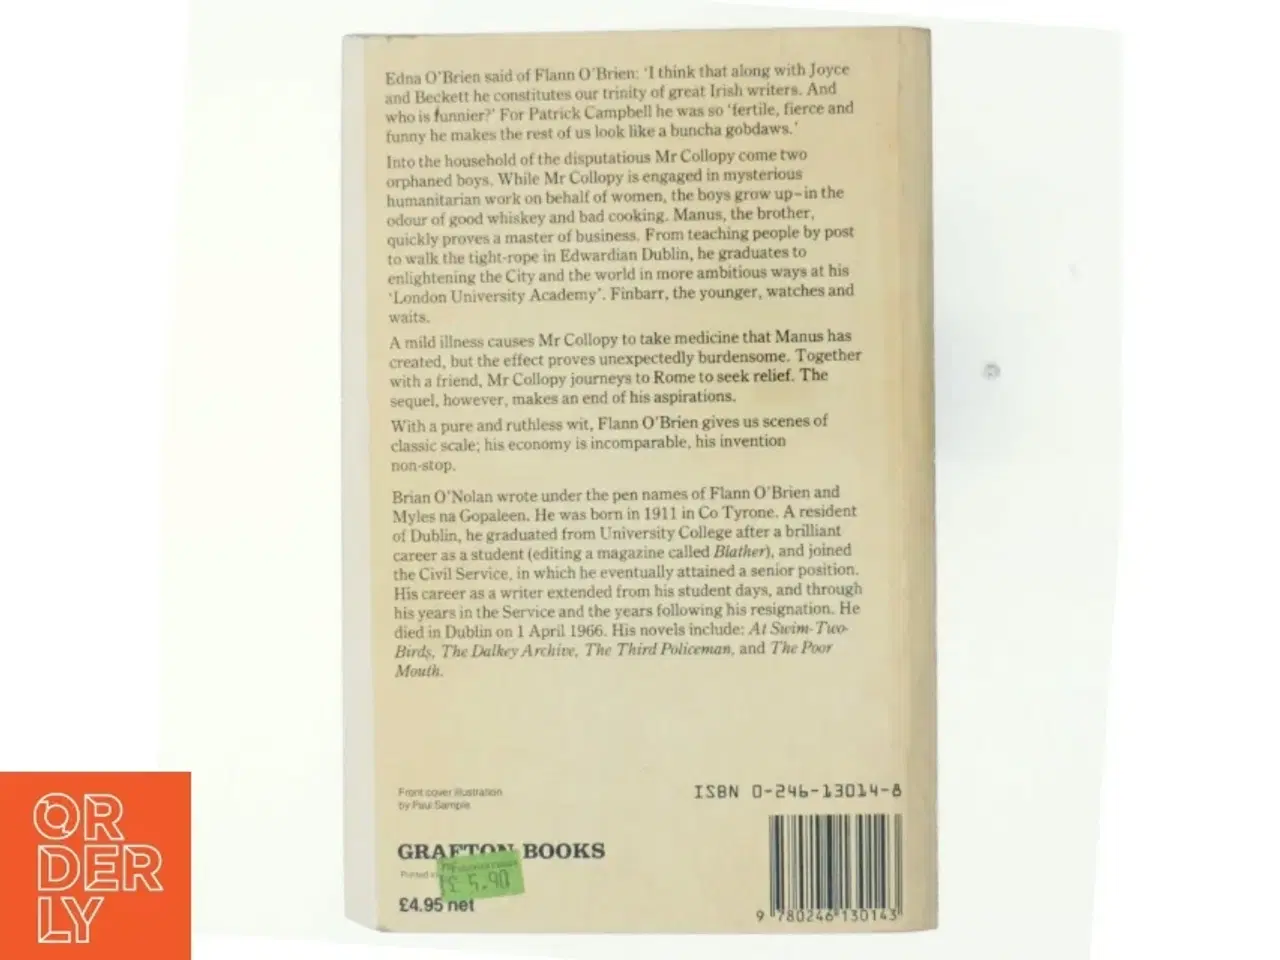 Edna O'Brien said of Flann O'Brien: 'I think that along with Joyce
and Beckett he constitutes our trinity of great Irish writers. And
who is funnier?' For Patrick Campbell he was so 'fertile, fierce and
funny he makes the rest of us look like a buncha gobdaws.'
Into the household of the disputatious Mr Collopy come two
orphaned boys. While Mr Collopy is engaged in mysterious
humanitarian work on behalf of women, the boys grow up–in the
odour of good whiskey and bad cooking. Manus, the brother,
quickly proves a master of business. From teaching people by post
to walk the tight-rope in Edwardian Dublin, he graduates to
enlightening the City and the world in more ambitious ways at his
'London University Academy'. Finbarr, the younger, watches and
waits.
A mild illness causes Mr Collopy to take medicine that Manus has
created, but the effect proves unexpectedly burdensome. Together
with a friend, Mr Collopy journeys to Rome to seek relief. The
sequel, however, makes an end of his aspirations.
With a pure and ruthless wit, Flann O'Brien gives us scenes of
classic scale; his economy is incomparable, his invention
non-stop.
Brian O'Nolan wrote under the pen names of Flann O'Brien and
Myles na Gopaleen. He was born in 1911 in Co Tyrone. A resident
of Dublin, he graduated from University College after a brilliant
career as a student (editing a magazine called Blather), and joined
the Civil Service, in which he eventually attained a senior position.
His career as a writer extended from his student days, and through
his years in the Service and the years following his resignation. He
died in Dublin on 1 April 1966. His novels include: At Swim-Two-
Birds, The Dalkey Archive, The Third Policeman, and The Poor
Mouth.
Front cover illustration
by Paul Sample
ISBN 0-246-13014-8
GRAFTON BOOKS
Printed in
£ 5.90
£4.95 net
9 780246 130143
ORDERLY